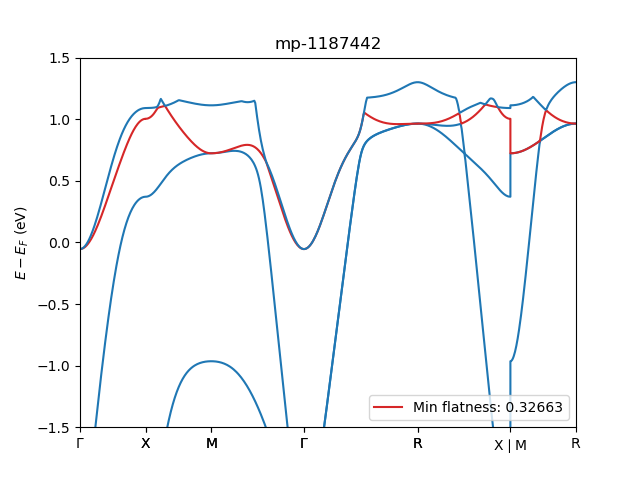 mp-1187442
E − E_F (eV)
1.5
1.0
0.5
0.0
−0.5
−1.0
−1.5
Min flatness: 0.32663
Γ X M Γ R X | M R